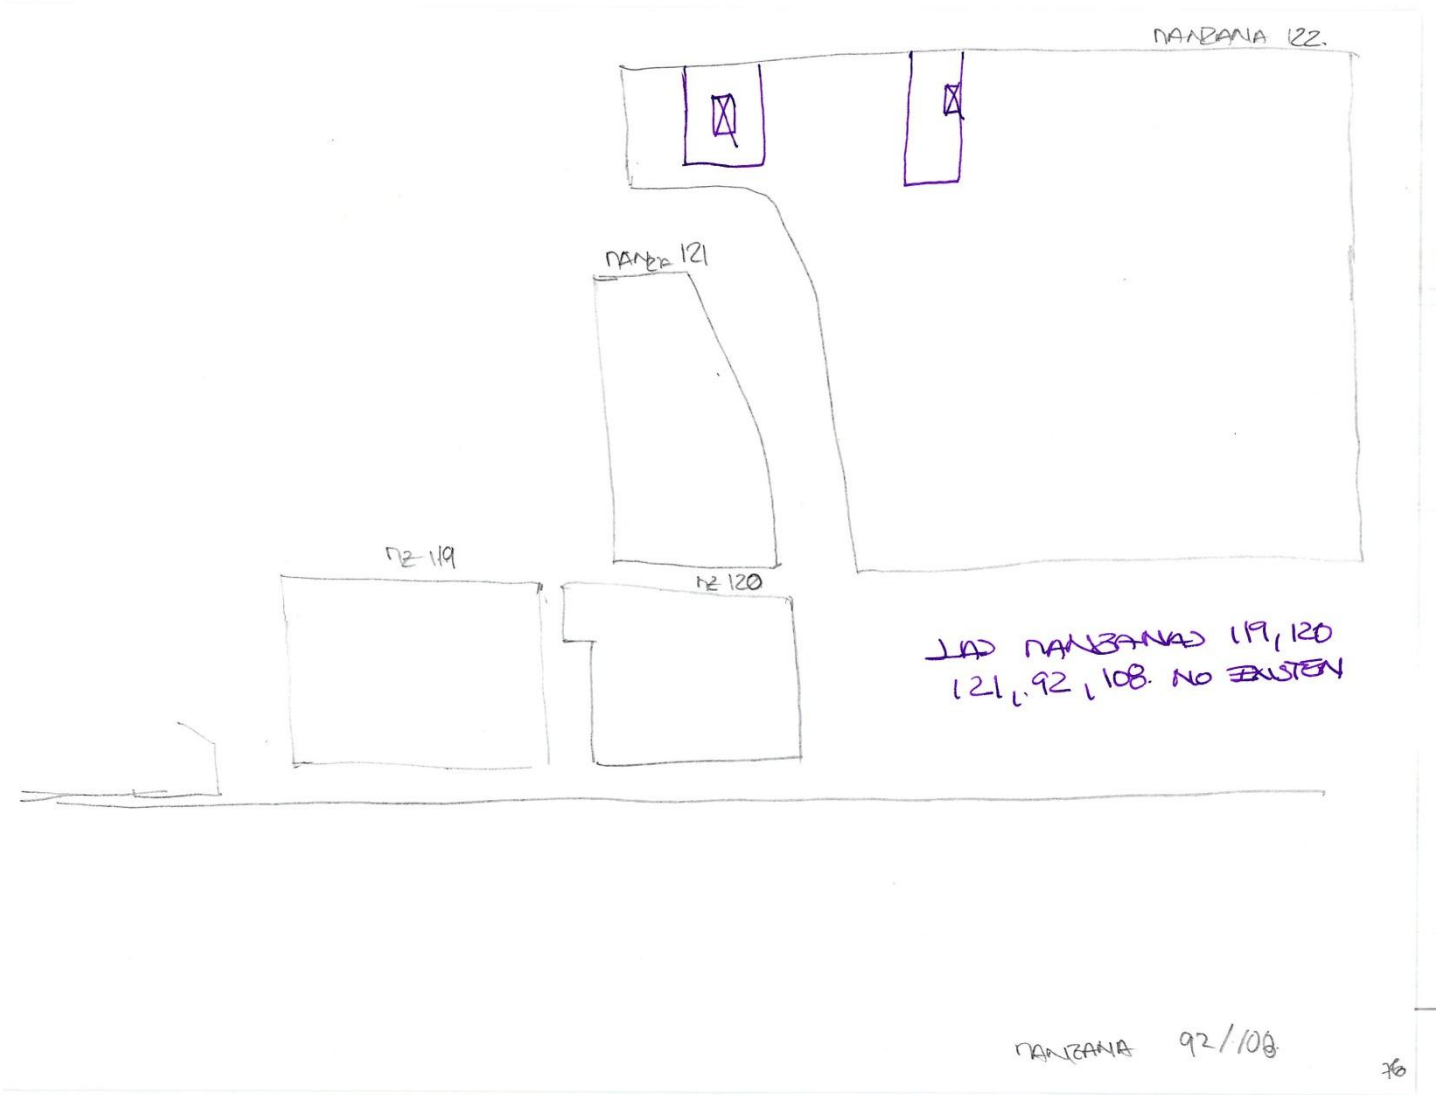 MANZANA 122.
MANZA 121
MZ 119
MZ 120
LAS MANZANAS 119, 120
121, 92, 108. NO EXISTEN
MANZANA 92/108
76